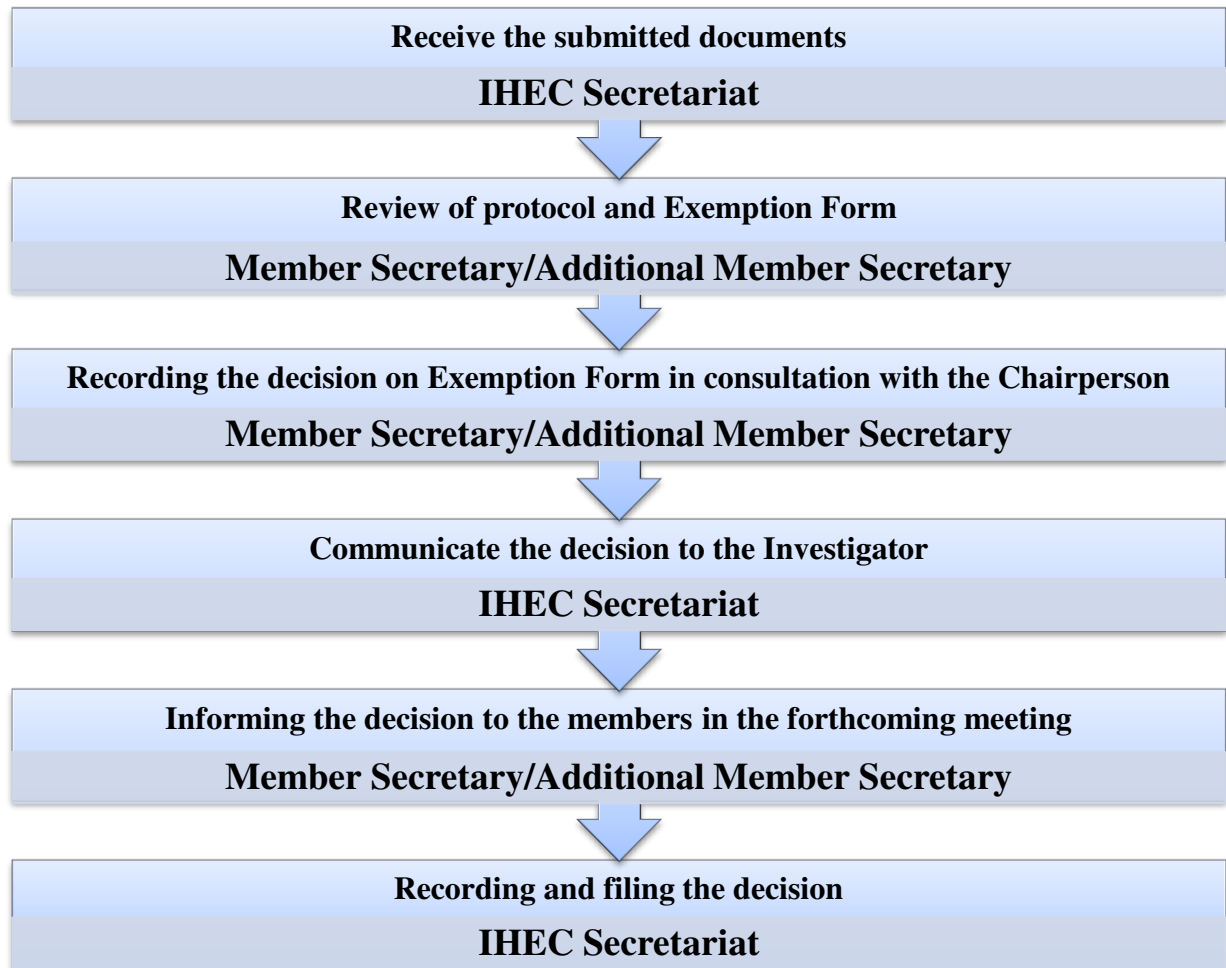 Receive the submitted documents
IHEC Secretariat
Review of protocol and Exemption Form
Member Secretary/Additional Member Secretary
Recording the decision on Exemption Form in consultation with the Chairperson
Member Secretary/Additional Member Secretary
Communicate the decision to the Investigator
IHEC Secretariat
Informing the decision to the members in the forthcoming meeting
Member Secretary/Additional Member Secretary
Recording and filing the decision
IHEC Secretariat